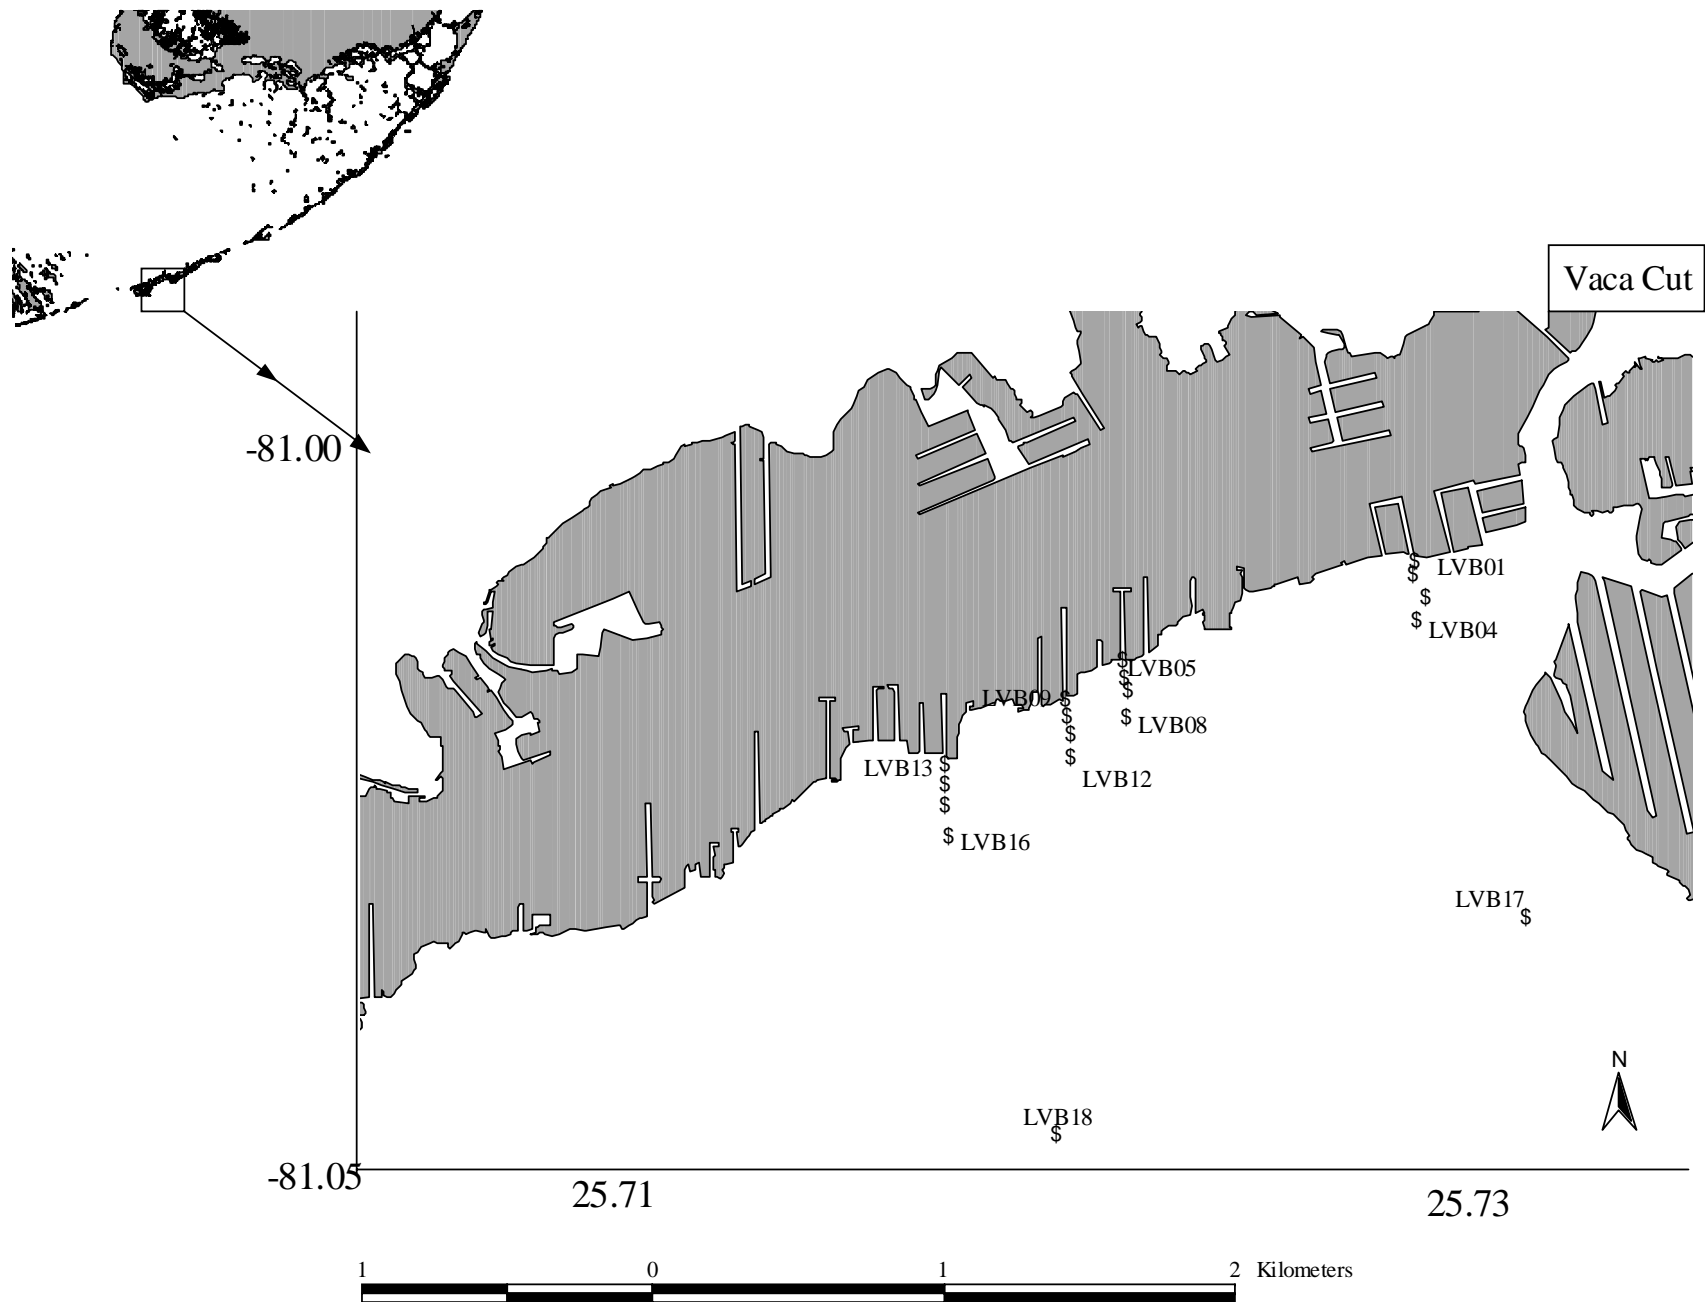 Vaca Cut
-81.00
LVB01
$
$
$
$
LVB04
$
LVB05
$
$
LVB09
$
$
LVB08
$
$
$
LVB12
$
LVB13
$
$
$
$
LVB16
LVB17
$
N
LVB18
$
-81.05
25.71
25.73
1 0 1 2 Kilometers